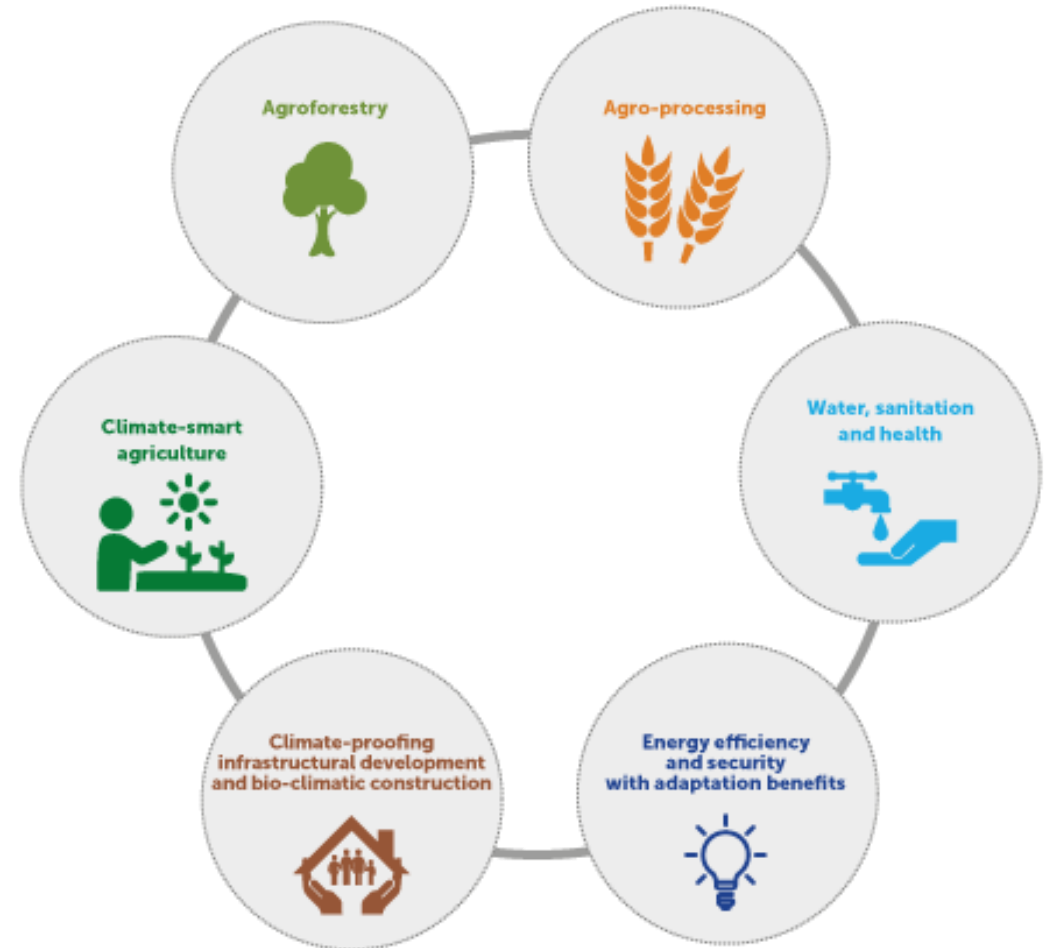 Agroforestry
Agro-processing
Water, sanitation
and health
Energy efficiency
and security
with adaptation benefits
Climate-proofing
infrastructural development
and bio-climatic construction
Climate-smart
agriculture